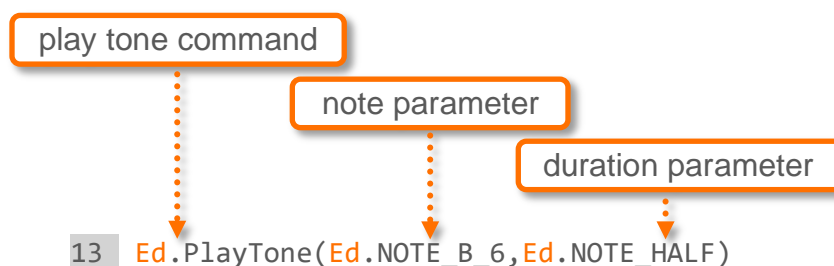 play tone command
note parameter
duration parameter
13 Ed.PlayTone(Ed.NOTE_B_6,Ed.NOTE_HALF)